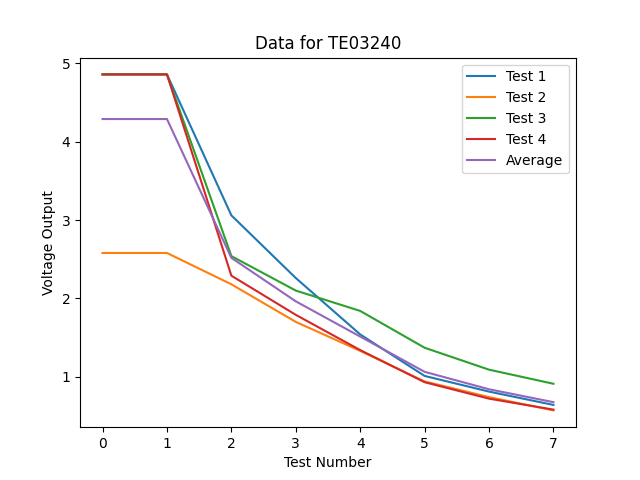 Data for TE03240
5
4
3
2
1
Voltage Output
0 1 2 3 4 5 6 7
Test Number
Test 1
Test 2
Test 3
Test 4
Average